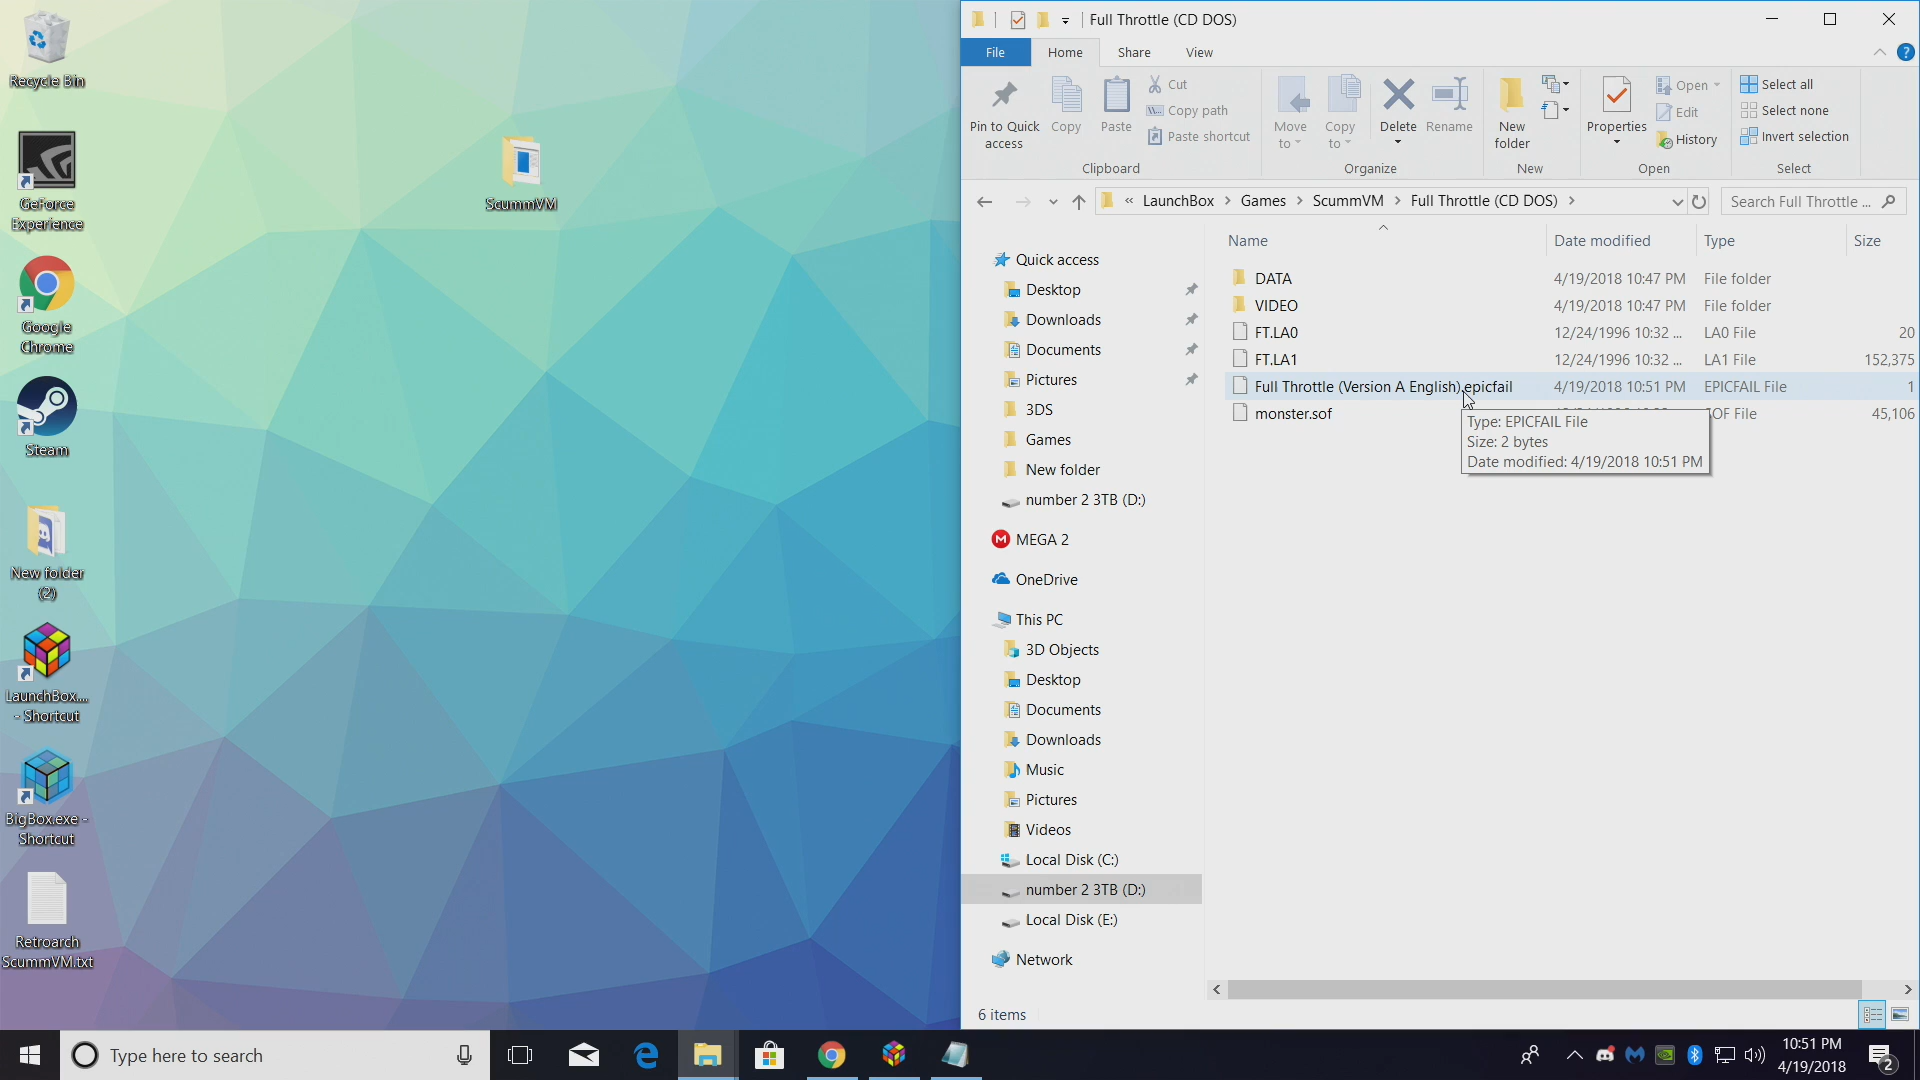 Recycle Bin
GeForce
Experience
Google
Chrome
Steam
New folder
(2)
LaunchBox....
- Shortcut
BigBox.exe -
Shortcut
Retroarch
ScummVM.txt
ScummVM
Full Throttle (CD DOS)
File
Home
Share
View
Pin to Quick
access
Copy
Paste
Cut
Copy path
Paste shortcut
Clipboard
Move
to
Copy
to
Delete
Rename
Organize
New
folder
New
Properties
Open
Edit
History
Open
Select all
Select none
Invert selection
Select
« LaunchBox > Games > ScummVM > Full Throttle (CD DOS) >
Search Full Throttle ...
Name
Date modified
Type
Size
DATA 4/19/2018 10:47 PM File folder
VIDEO 4/19/2018 10:47 PM File folder
FT.LA0 12/24/1996 10:32 ... LA0 File 20
FT.LA1 12/24/1996 10:32 ... LA1 File 152,375
Full Throttle (Version A English).epicfail 4/19/2018 10:51 PM EPICFAIL File 1
monster.sof OF File 45,106
Type: EPICFAIL File
Size: 2 bytes
Date modified: 4/19/2018 10:51 PM
Quick access
Desktop
Downloads
Documents
Pictures
3DS
Games
New folder
number 2 3TB (D:)
MEGA 2
OneDrive
This PC
3D Objects
Desktop
Documents
Downloads
Music
Pictures
Videos
Local Disk (C:)
number 2 3TB (D:)
Local Disk (E:)
Network
6 items
Type here to search
10:51 PM
4/19/2018
2